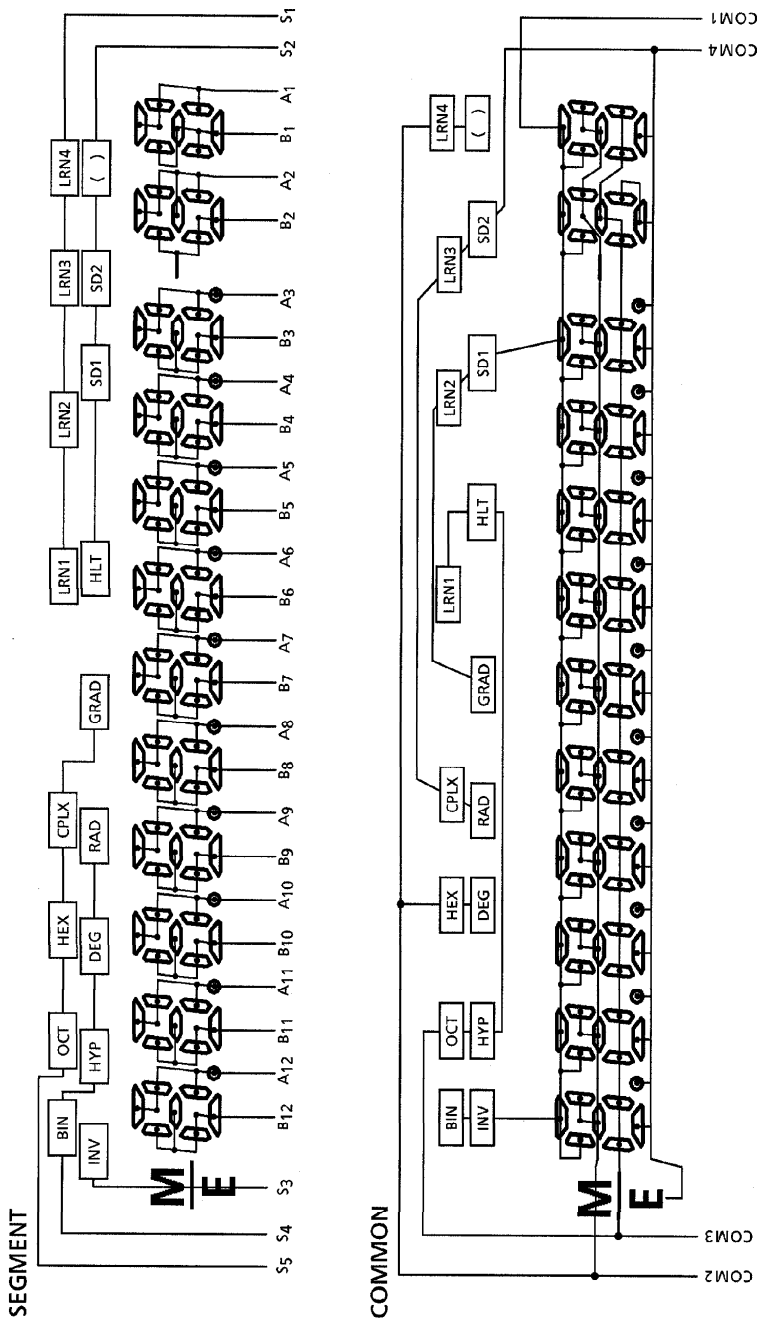 SEGMENT
S5
S4
S3
M
E
INV
BIN
HYP
OCT
DEG
HEX
RAD
CPLX
GRAD
LRN1
HLT
LRN2
SD1
LRN3
SD2
LRN4
( )
B12
A12
B11
A11
B10
A10
B9
A9
B8
A8
B7
A7
B6
A6
B5
A5
B4
A4
B3
A3
B2
A2
B1
A1
S2
S1
COMMON
COM2
COM3
M
E
BIN
INV
OCT
HYP
HEX
DEG
CPLX
RAD
GRAD
LRN1
HLT
LRN2
SD1
LRN3
SD2
LRN4
( )
COM4
COM1